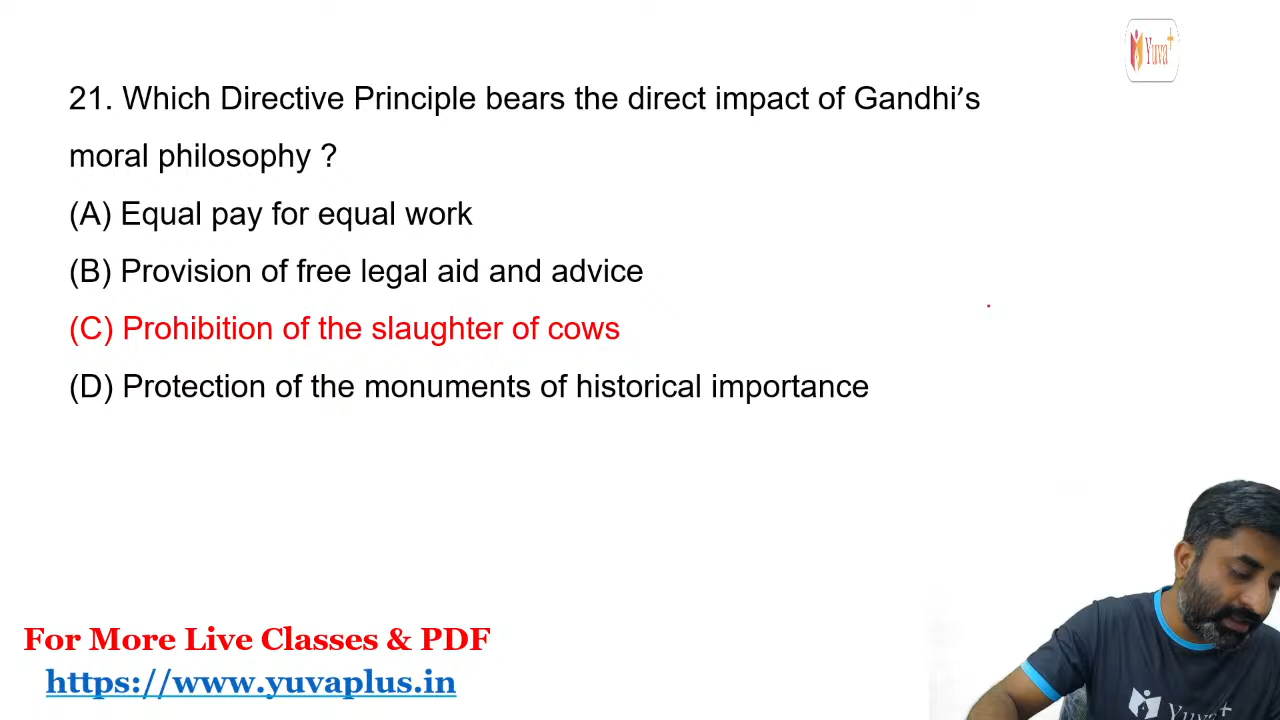 Yuva+
21. Which Directive Principle bears the direct impact of Gandhi’s
moral philosophy ?
(A) Equal pay for equal work
(B) Provision of free legal aid and advice
(C) Prohibition of the slaughter of cows
(D) Protection of the monuments of historical importance
For More Live Classes & PDF
https://www.yuvaplus.in
Yuva+